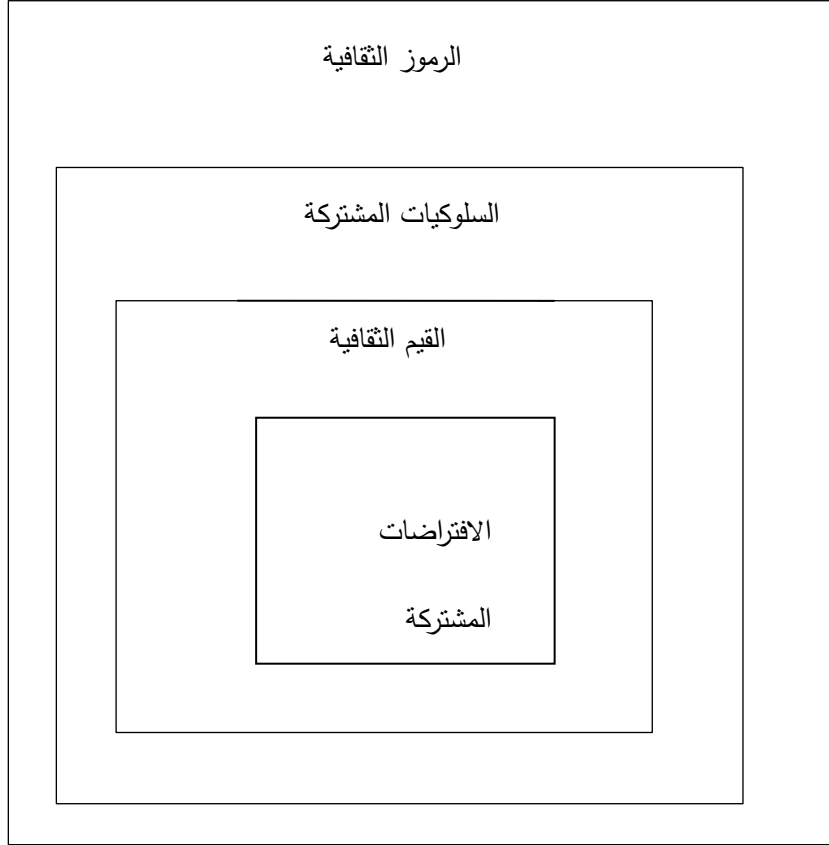 الرموز الثقافية
السلوكيات المشتركة
القيم الثقافية
الافتراضات
المشتركة